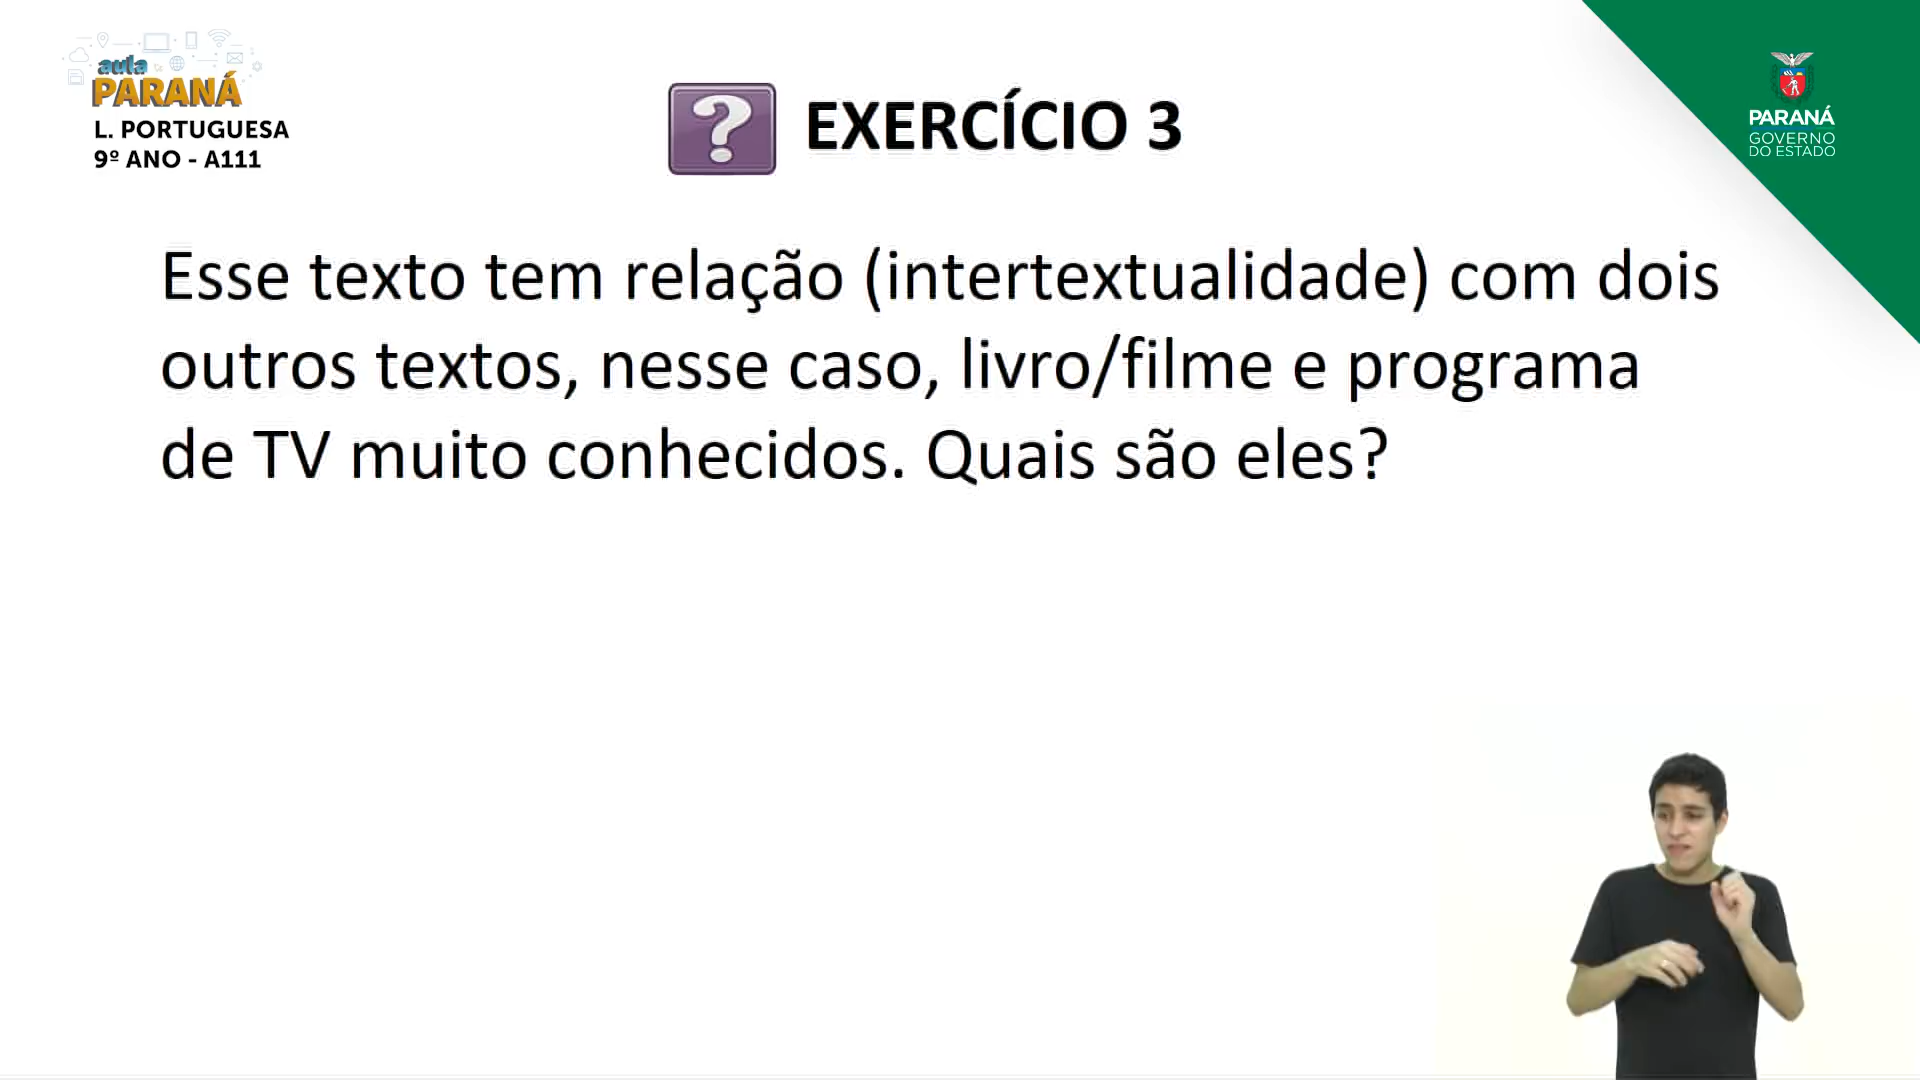 aula
PARANÁ
L. PORTUGUESA
9º ANO - A111
EXERCÍCIO 3
PARANÁ
GOVERNO
DO ESTADO
Esse texto tem relação (intertextualidade) com dois
outros textos, nesse caso, livro/filme e programa
de TV muito conhecidos. Quais são eles?